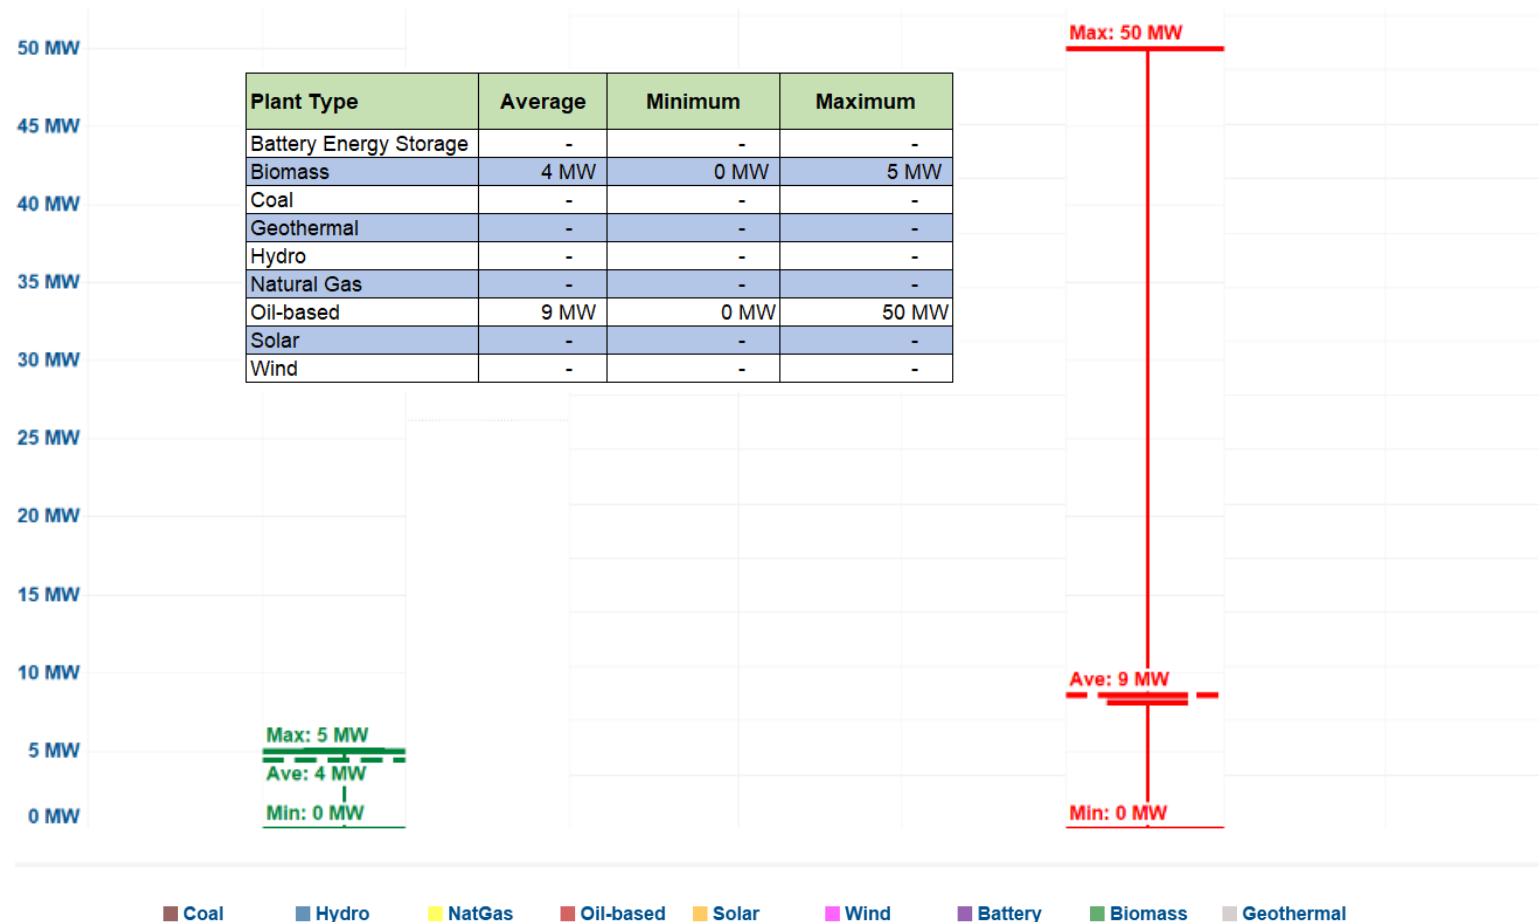 Max: 50 MW
50 MW
Plant Type Average Minimum Maximum
45 MW
Battery Energy Storage - - -
Biomass 4 MW 0 MW 5 MW
Coal - - -
40 MW
Geothermal - - -
Hydro - - -
35 MW
Natural Gas - - -
Oil-based 9 MW 0 MW 50 MW
Solar - - -
30 MW
Wind - - -
25 MW
20 MW
15 MW
10 MW
Ave: 9 MW
Max: 5 MW
5 MW
Ave: 4 MW
Min: 0 MW
Min: 0 MW
0 MW
Coal Hydro NatGas Oil-based Solar Wind Battery Biomass Geothermal